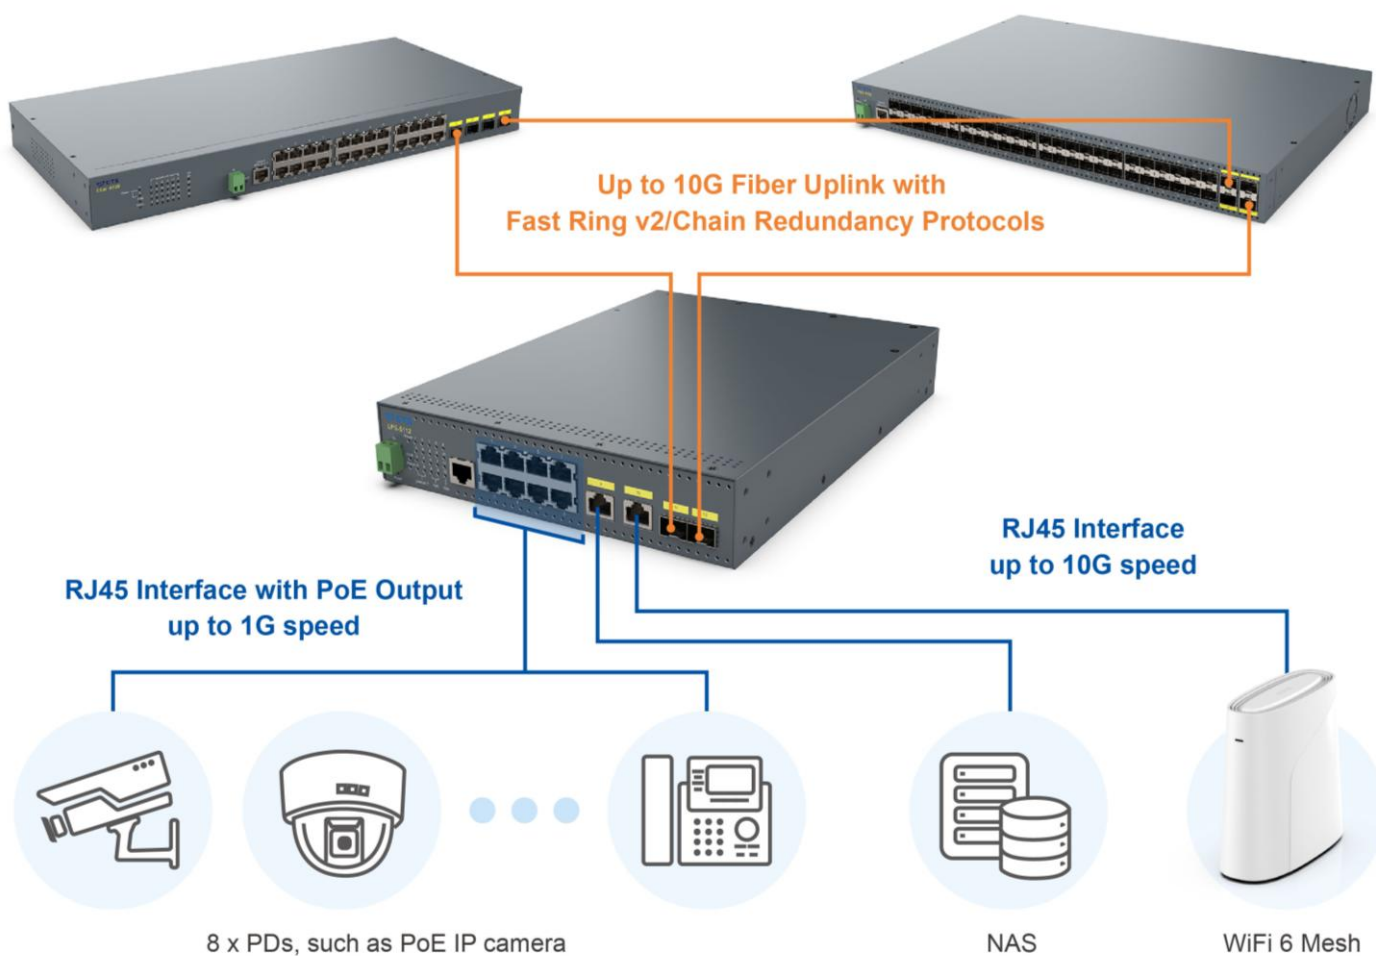 Up to 10G Fiber Uplink with
Fast Ring v2/Chain Redundancy Protocols
RJ45 Interface
up to 10G speed
RJ45 Interface with PoE Output
up to 1G speed
8 x PDs, such as PoE IP camera
NAS
WiFi 6 Mesh